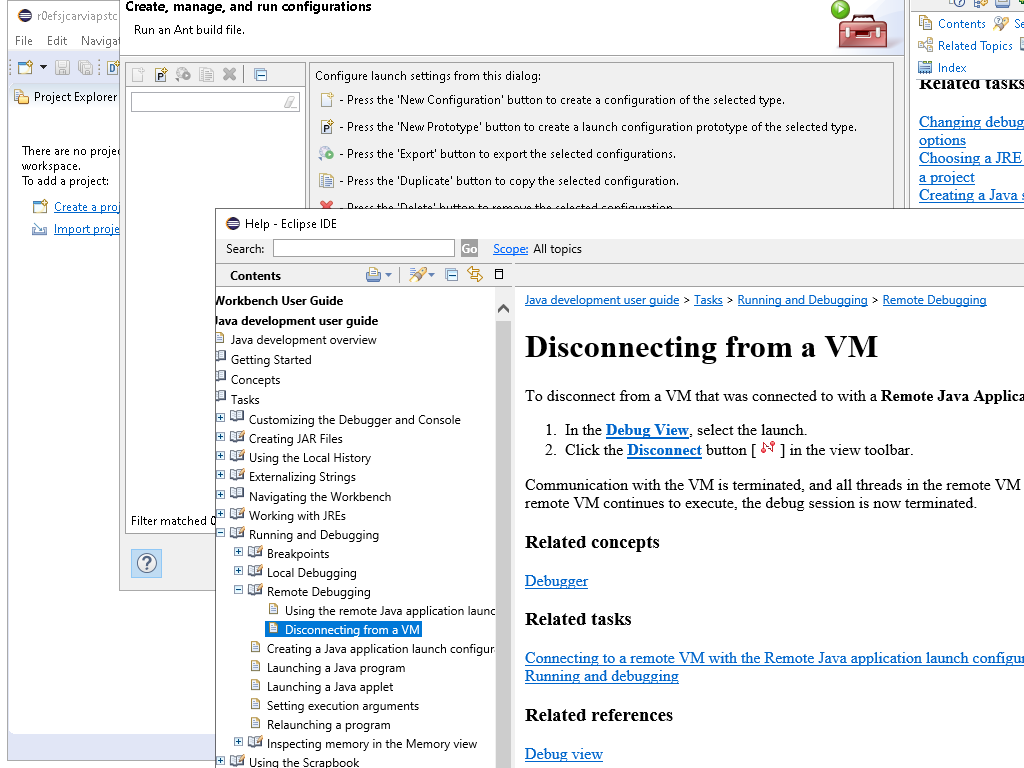 r0efsjcarviapstc
File Edit Navigat
Project Explorer
There are no projec
workspace.
To add a project:
Create a proj
Import proje
Create, manage, and run configurations
Run an Ant build file.
Configure launch settings from this dialog:
- Press the 'New Configuration' button to create a configuration of the selected type.
- Press the 'New Prototype' button to create a launch configuration prototype of the selected type.
- Press the 'Export' button to export the selected configurations.
- Press the 'Duplicate' button to copy the selected configuration.
- Press the 'Delete' button to remove the selected configuration.
Filter matched 0
Contents Se
Related Topics
Index
Related tasks
Changing debug
options
Choosing a JRE
a project
Creating a Java s
Help - Eclipse IDE
Search: Go Scope: All topics
Contents
Workbench User Guide
Java development user guide
Java development overview
Getting Started
Concepts
Tasks
Customizing the Debugger and Console
Creating JAR Files
Using the Local History
Externalizing Strings
Navigating the Workbench
Working with JREs
Running and Debugging
Breakpoints
Local Debugging
Remote Debugging
Using the remote Java application launc
Disconnecting from a VM
Creating a Java application launch configur
Launching a Java program
Launching a Java applet
Setting execution arguments
Relaunching a program
Inspecting memory in the Memory view
Using the Scrapbook
Java development user guide > Tasks > Running and Debugging > Remote Debugging
Disconnecting from a VM
To disconnect from a VM that was connected to with a Remote Java Applica
1. In the Debug View, select the launch.
2. Click the Disconnect button [ ] in the view toolbar.
Communication with the VM is terminated, and all threads in the remote VM
remote VM continues to execute, the debug session is now terminated.
Related concepts
Debugger
Related tasks
Connecting to a remote VM with the Remote Java application launch configur
Running and debugging
Related references
Debug view